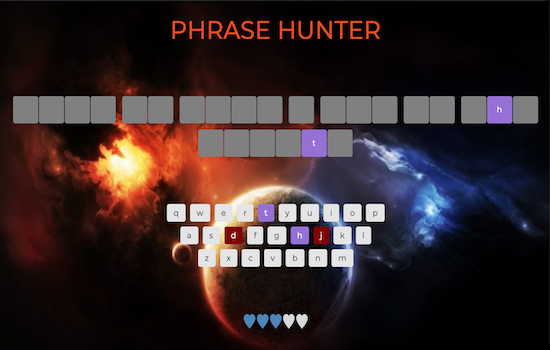 PHRASE HUNTER
h
t
q w e r t y u i o p
a s d f g h j k l
z x c v b n m